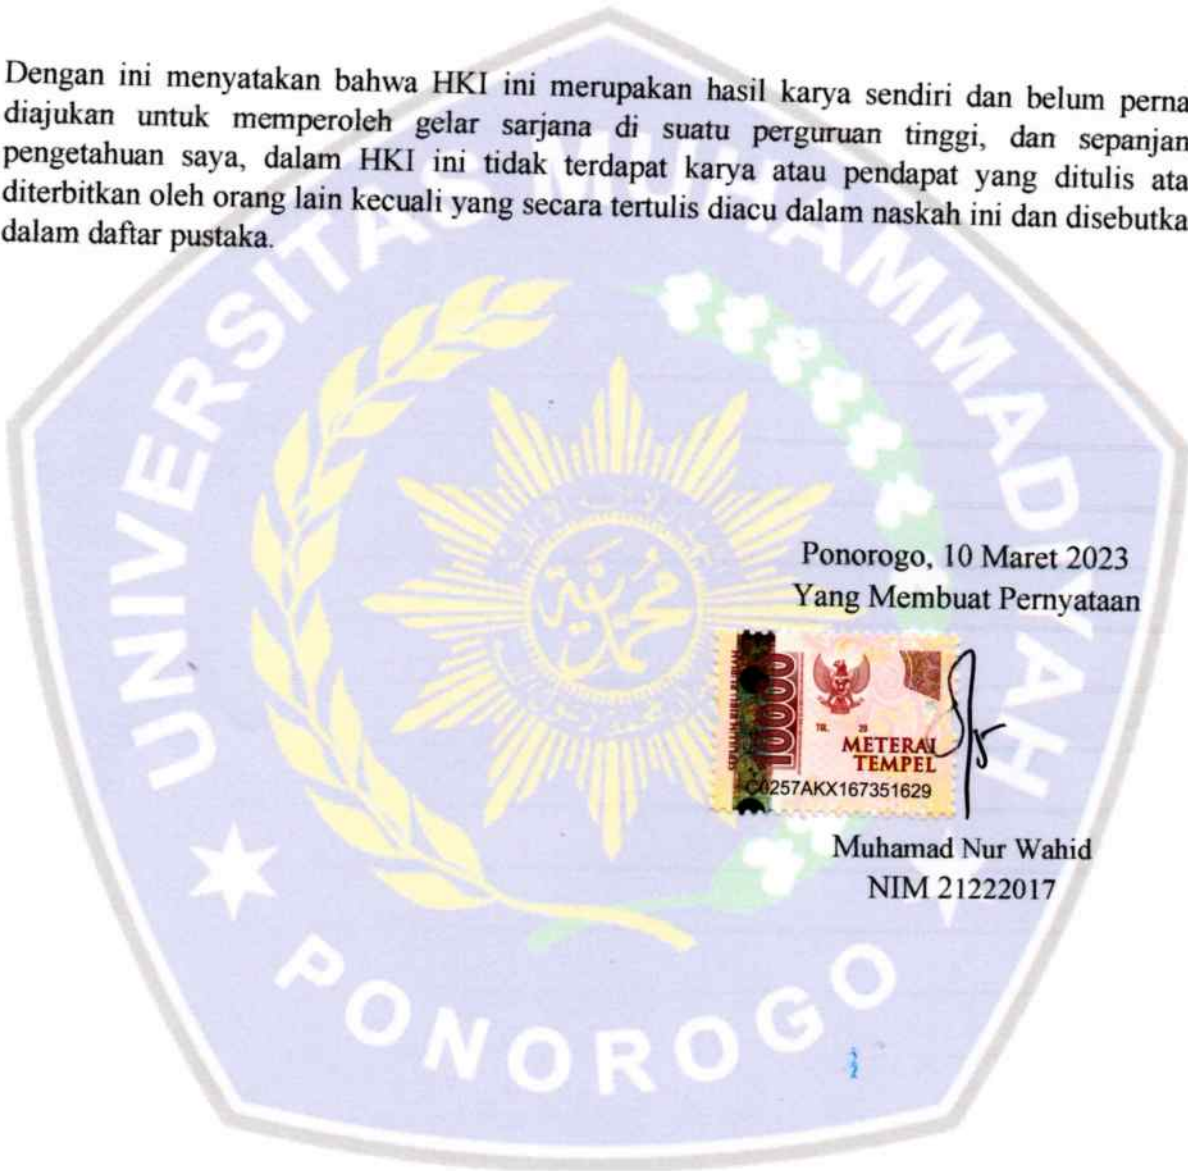 Dengan ini menyatakan bahwa HKI ini merupakan hasil karya sendiri dan belum perna
diajukan untuk memperoleh gelar sarjana di suatu perguruan tinggi, dan sepanjan
pengetahuan saya, dalam HKI ini tidak terdapat karya atau pendapat yang ditulis ata
diterbitkan oleh orang lain kecuali yang secara tertulis diacu dalam naskah ini dan disebutka
dalam daftar pustaka.
UNIVERSITAS MUHAMMADIYAH
PONOROGO
Ponorogo, 10 Maret 2023
Yang Membuat Pernyataan
10000
METERAI
TEMPEL
C0257AKX167351629
Muhamad Nur Wahid
NIM 21222017